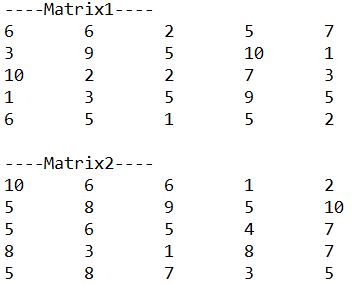 ----Matrix1----
6 6 2 5 7
3 9 5 10 1
10 2 2 7 3
1 3 5 9 5
6 5 1 5 2
----Matrix2----
10 6 6 1 2
5 8 9 5 10
5 6 5 4 7
8 3 1 8 7
5 8 7 3 5